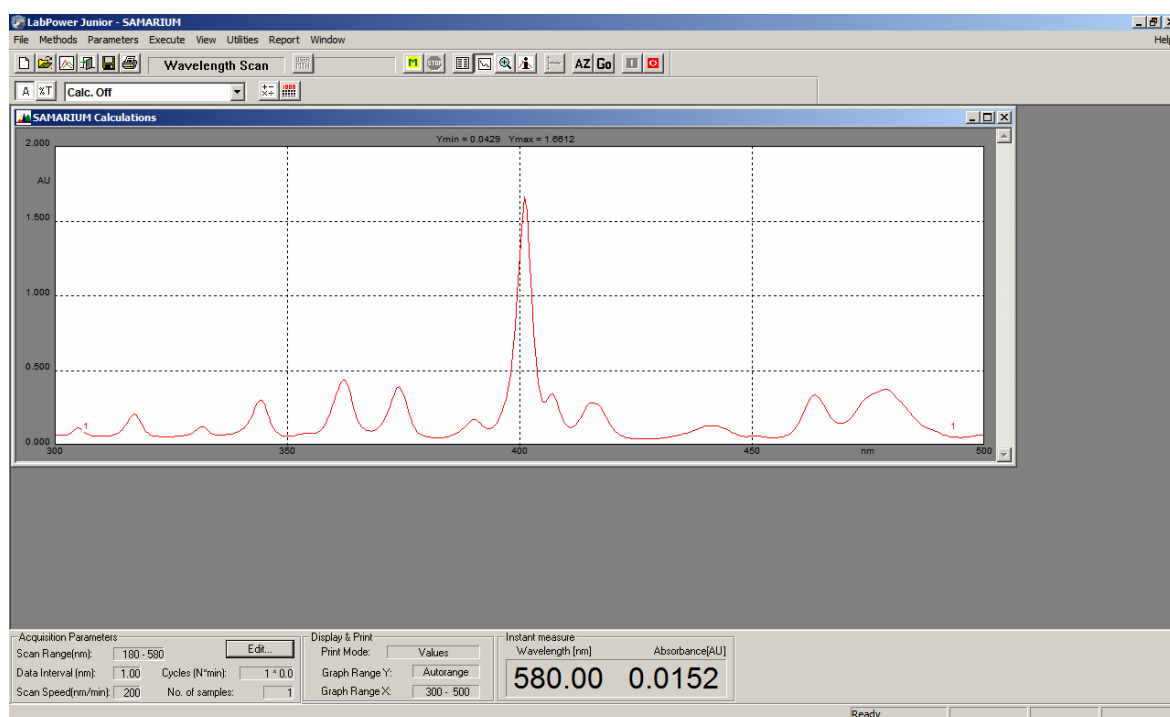 LabPower Junior - SAMARIUM
File Methods Parameters Execute View Utilities Report Window Help
Wavelength Scan M STOP AZ Go
A %T Calc. Off
SAMARIUM Calculations
Ymin = 0.0429 Ymax = 1.6612
2.000
AU
1.500
1.000
0.500
1 1
0.000
300 350 400 450 nm 500
Acquisition Parameters Display & Print Instant measure
Scan Range(nm): 180 - 580 Edit... Print Mode: Values Wavelength [nm] Absorbance[AU]
Data Interval (nm): 1.00 Cycles (N*min): 1 * 0.0 Graph Range Y: Autorange 580.00 0.0152
Scan Speed(nm/min): 200 No. of samples: 1 Graph Range X: 300 - 500
Ready